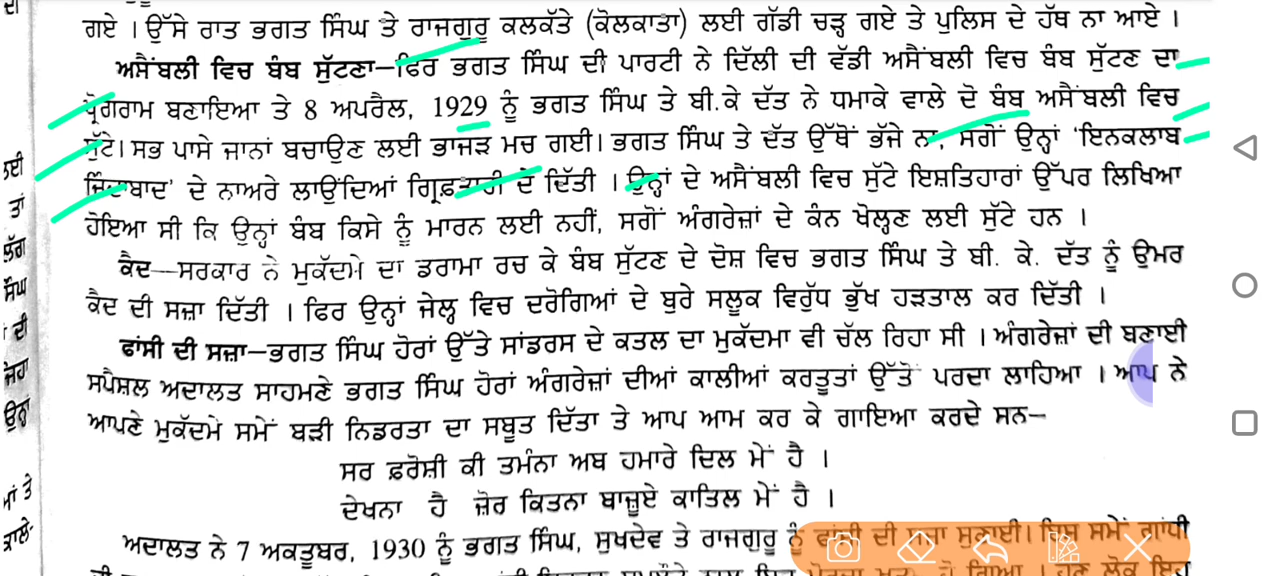 ਗਏ । ਉੱਸੇ ਰਾਤ ਭਗਤ ਸਿੰਘ ਤੇ ਰਾਜਗੁਰੂ ਕਲਕੱਤੇ (ਕੋਲਕਾਤਾ) ਲਈ ਗੱਡੀ ਚੜ੍ਹ ਗਏ ਤੇ ਪੁਲਿਸ ਦੇ ਹੱਥ ਨਾ ਆਏ ।
ਅਸੈਂਬਲੀ ਵਿਚ ਬੰਬ ਸੁੱਟਣਾ—ਫਿਰ ਭਗਤ ਸਿੰਘ ਦੀ ਪਾਰਟੀ ਨੇ ਦਿੱਲੀ ਦੀ ਵੱਡੀ ਅਸੈਂਬਲੀ ਵਿਚ ਬੰਬ ਸੁੱਟਣ ਦਾ
ਪ੍ਰੋਗਰਾਮ ਬਣਾਇਆ ਤੇ 8 ਅਪਰੈਲ, 1929 ਨੂੰ ਭਗਤ ਸਿੰਘ ਤੇ ਬੀ.ਕੇ ਦੱਤ ਨੇ ਧਮਾਕੇ ਵਾਲੇ ਦੋ ਬੰਬ ਅਸੈਂਬਲੀ ਵਿਚ
ਸੁੱਟੇ। ਸਭ ਪਾਸੇ ਜਾਨਾਂ ਬਚਾਉਣ ਲਈ ਭਾਜੜ ਮਚ ਗਈ। ਭਗਤ ਸਿੰਘ ਤੇ ਦੱਤ ਉੱਥੋਂ ਭੱਜੇ ਨਾ, ਸਗੋਂ ਉਨ੍ਹਾਂ 'ਇਨਕਲਾਬ
ਜ਼ਿੰਦਾਬਾਦ' ਦੇ ਨਾਅਰੇ ਲਾਉਂਦਿਆਂ ਗ੍ਰਿਫ਼ਤਾਰੀ ਦੇ ਦਿੱਤੀ । ਉਨ੍ਹਾਂ ਦੇ ਅਸੈਂਬਲੀ ਵਿਚ ਸੁੱਟੇ ਇਸ਼ਤਿਹਾਰਾਂ ਉੱਪਰ ਲਿਖਿਆ
ਹੋਇਆ ਸੀ ਕਿ ਉਨ੍ਹਾਂ ਬੰਬ ਕਿਸੇ ਨੂੰ ਮਾਰਨ ਲਈ ਨਹੀਂ, ਸਗੋਂ ਅੰਗਰੇਜ਼ਾਂ ਦੇ ਕੰਨ ਖੋਲ੍ਹਣ ਲਈ ਸੁੱਟੇ ਹਨ ।
ਕੈਦ—ਸਰਕਾਰ ਨੇ ਮੁਕੱਦਮੇ ਦਾ ਡਰਾਮਾ ਰਚ ਕੇ ਬੰਬ ਸੁੱਟਣ ਦੇ ਦੋਸ਼ ਵਿਚ ਭਗਤ ਸਿੰਘ ਤੇ ਬੀ. ਕੇ. ਦੱਤ ਨੂੰ ਉਮਰ
ਕੈਦ ਦੀ ਸਜ਼ਾ ਦਿੱਤੀ । ਫਿਰ ਉਨ੍ਹਾਂ ਜੇਲ੍ਹ ਵਿਚ ਦਰੋਗਿਆਂ ਦੇ ਬੁਰੇ ਸਲੂਕ ਵਿਰੁੱਧ ਭੁੱਖ ਹੜਤਾਲ ਕਰ ਦਿੱਤੀ ।
ਫਾਂਸੀ ਦੀ ਸਜ਼ਾ—ਭਗਤ ਸਿੰਘ ਹੋਰਾਂ ਉੱਤੇ ਸਾਂਡਰਸ ਦੇ ਕਤਲ ਦਾ ਮੁਕੱਦਮਾ ਵੀ ਚੱਲ ਰਿਹਾ ਸੀ । ਅੰਗਰੇਜ਼ਾਂ ਦੀ ਬਣਾਈ
ਸਪੈਸ਼ਲ ਅਦਾਲਤ ਸਾਹਮਣੇ ਭਗਤ ਸਿੰਘ ਹੋਰਾਂ ਅੰਗਰੇਜ਼ਾਂ ਦੀਆਂ ਕਾਲੀਆਂ ਕਰਤੂਤਾਂ ਉੱਤੋਂ ਪਰਦਾ ਲਾਹਿਆ । ਆਪ ਨੇ
ਆਪਣੇ ਮੁਕੱਦਮੇ ਸਮੇਂ ਬੜੀ ਨਿਡਰਤਾ ਦਾ ਸਬੂਤ ਦਿੱਤਾ ਤੇ ਆਪ ਆਮ ਕਰ ਕੇ ਗਾਇਆ ਕਰਦੇ ਸਨ—
ਸਰ ਫ਼ਰੋਸ਼ੀ ਕੀ ਤਮੰਨਾ ਅਬ ਹਮਾਰੇ ਦਿਲ ਮੇਂ ਹੈ ।
ਦੇਖਨਾ ਹੈ ਜ਼ੋਰ ਕਿਤਨਾ ਬਾਜ਼ੂਏ ਕਾਤਿਲ ਮੇਂ ਹੈ ।
ਅਦਾਲਤ ਨੇ 7 ਅਕਤੂਬਰ, 1930 ਨੂੰ ਭਗਤ ਸਿੰਘ, ਸੁਖਦੇਵ ਤੇ ਰਾਜਗੁਰੂ ਨੂੰ ਫਾਂਸੀ ਦੀ ਸਜ਼ਾ ਸੁਣਾਈ। ਇਸ ਸਮੇਂ ਗਾਂਧੀ